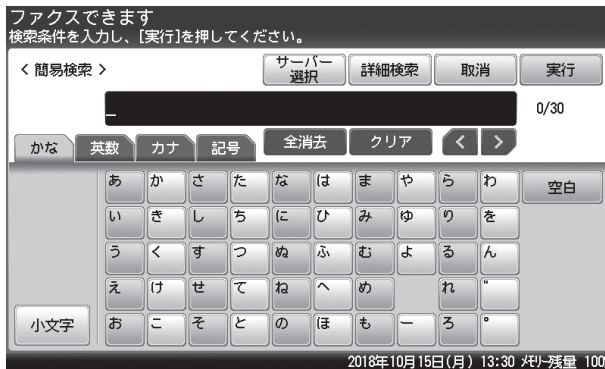 ファクスできます
検索条件を入力し、[実行]を押してください。
<簡易検索> サーバー選択 詳細検索 取消 実行
_ 0/30
かな 英数 カナ 記号 全消去 クリア < >
あ か さ た な は ま や ら わ 空白
い き し ち に ひ み ゆ り を
う く す つ ぬ ふ む よ る ん
え け せ て ね へ め れ ゛
小文字 お こ そ と の ほ も ー ろ ゜
2018年10月15日(月) 13:30 メモリー残量 100